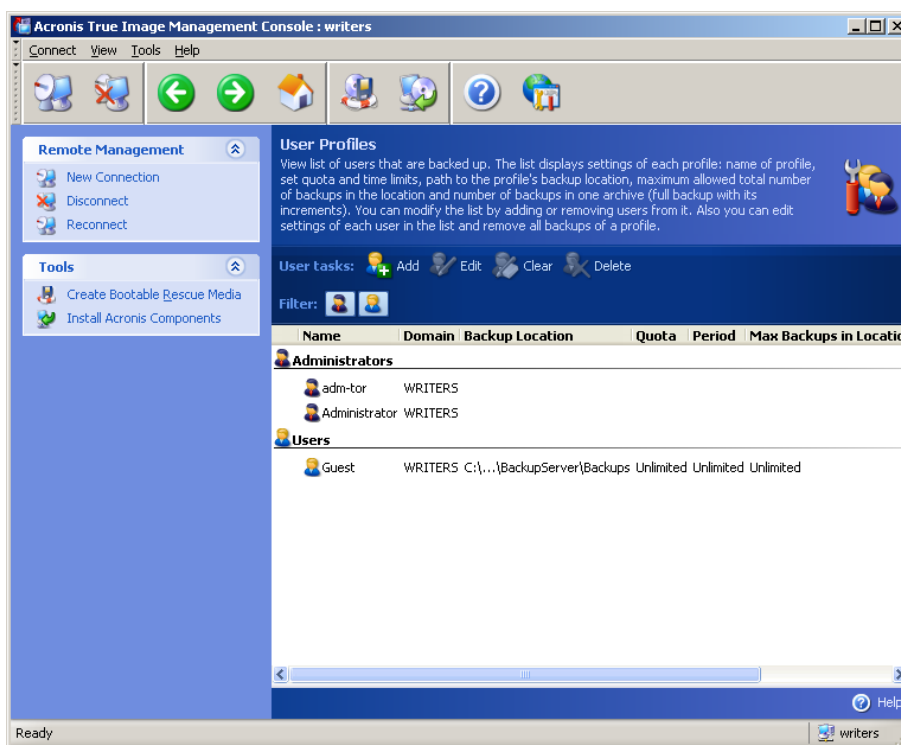 Acronis True Image Management Console : writers
Connect View Tools Help
Remote Management
New Connection
Disconnect
Reconnect
Tools
Create Bootable Rescue Media
Install Acronis Components
User Profiles
View list of users that are backed up. The list displays settings of each profile: name of profile,
set quota and time limits, path to the profile's backup location, maximum allowed total number
of backups in the location and number of backups in one archive (full backup with its
increments). You can modify the list by adding or removing users from it. Also you can edit
settings of each user in the list and remove all backups of a profile.
User tasks: Add Edit Clear Delete
Filter:
Name Domain Backup Location Quota Period Max Backups in Locatio
Administrators
adm-tor WRITERS
Administrator WRITERS
Users
Guest WRITERS C:\...\BackupServer\Backups Unlimited Unlimited Unlimited
Help
Ready writers